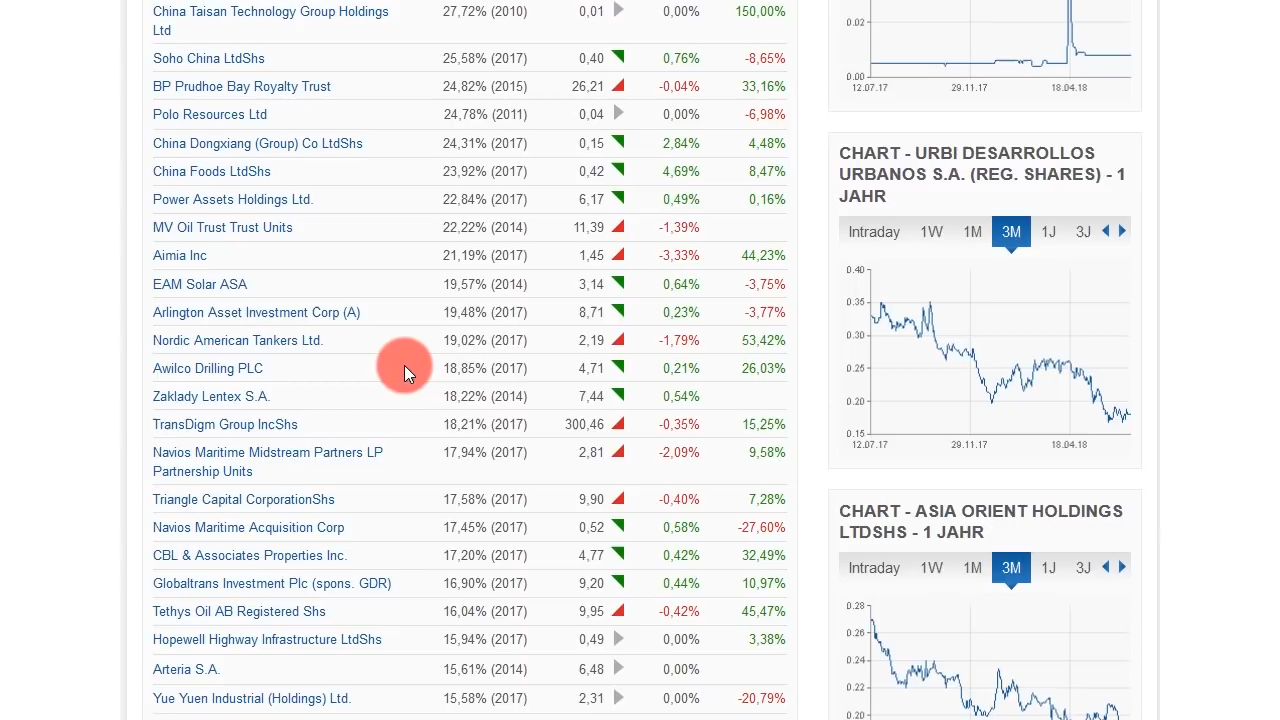 China Taisan Technology Group Holdings Ltd 27,72% (2010) 0,01 0,00% 150,00%
Soho China LtdShs 25,58% (2017) 0,40 0,76% -8,65%
BP Prudhoe Bay Royalty Trust 24,82% (2015) 26,21 -0,04% 33,16%
Polo Resources Ltd 24,78% (2011) 0,04 0,00% -6,98%
China Dongxiang (Group) Co LtdShs 24,31% (2017) 0,15 2,84% 4,48%
China Foods LtdShs 23,92% (2017) 0,42 4,69% 8,47%
Power Assets Holdings Ltd. 22,84% (2017) 6,17 0,49% 0,16%
MV Oil Trust Trust Units 22,22% (2014) 11,39 -1,39%
Aimia Inc 21,19% (2017) 1,45 -3,33% 44,23%
EAM Solar ASA 19,57% (2014) 3,14 0,64% -3,75%
Arlington Asset Investment Corp (A) 19,48% (2017) 8,71 0,23% -3,77%
Nordic American Tankers Ltd. 19,02% (2017) 2,19 -1,79% 53,42%
Awilco Drilling PLC 18,85% (2017) 4,71 0,21% 26,03%
Zaklady Lentex S.A. 18,22% (2014) 7,44 0,54%
TransDigm Group IncShs 18,21% (2017) 300,46 -0,35% 15,25%
Navios Maritime Midstream Partners LP Partnership Units 17,94% (2017) 2,81 -2,09% 9,58%
Triangle Capital CorporationShs 17,58% (2017) 9,90 -0,40% 7,28%
Navios Maritime Acquisition Corp 17,45% (2017) 0,52 0,58% -27,60%
CBL & Associates Properties Inc. 17,20% (2017) 4,77 0,42% 32,49%
Globaltrans Investment Plc (spons. GDR) 16,90% (2017) 9,20 0,44% 10,97%
Tethys Oil AB Registered Shs 16,04% (2017) 9,95 -0,42% 45,47%
Hopewell Highway Infrastructure LtdShs 15,94% (2017) 0,49 0,00% 3,38%
Arteria S.A. 15,61% (2014) 6,48 0,00%
Yue Yuen Industrial (Holdings) Ltd. 15,58% (2017) 2,31 0,00% -20,79%
0.02
0.00
12.07.17 29.11.17 18.04.18
CHART - URBI DESARROLLOS
URBANOS S.A. (REG. SHARES) - 1
JAHR
Intraday 1W 1M 3M 1J 3J
0.40
0.35
0.30
0.25
0.20
0.15
12.07.17 29.11.17 18.04.18
CHART - ASIA ORIENT HOLDINGS
LTDSHS - 1 JAHR
Intraday 1W 1M 3M 1J 3J
0.28
0.26
0.24
0.22
0.20